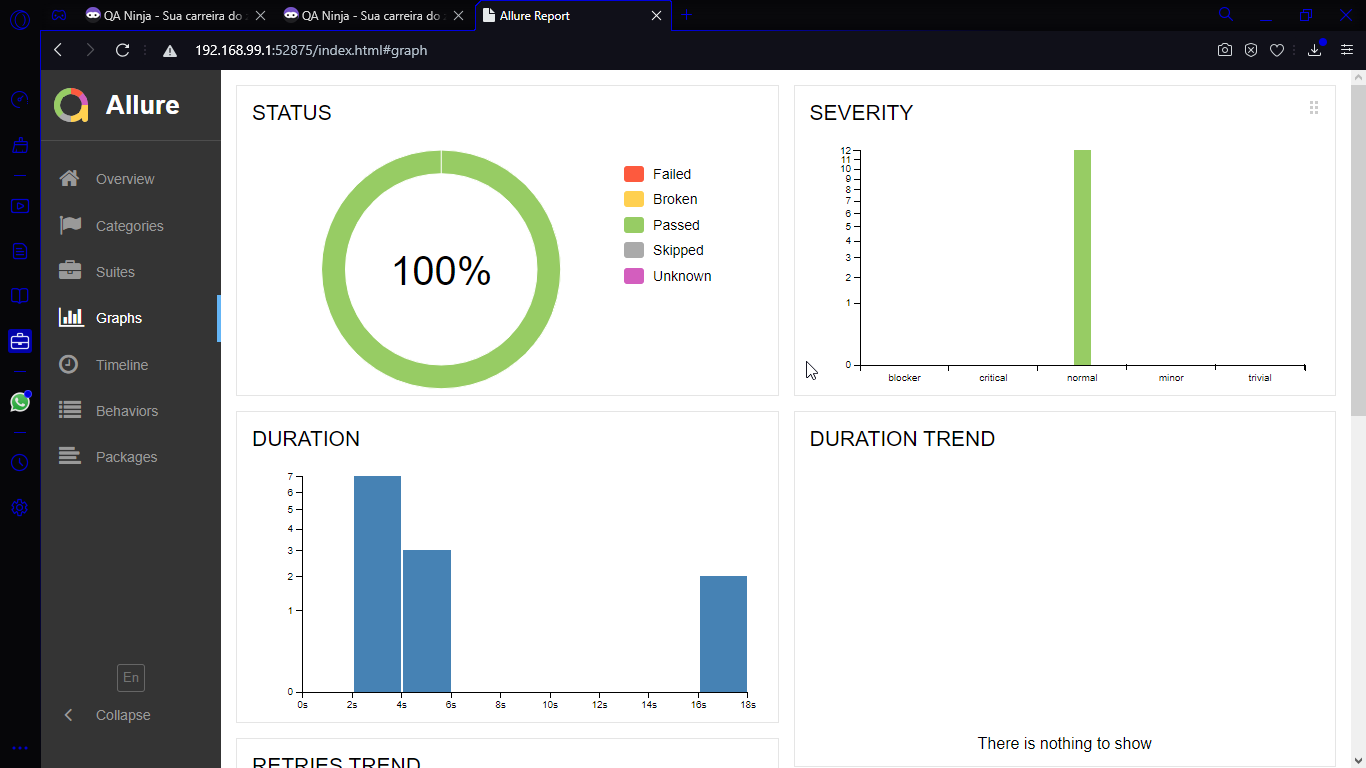 QA Ninja - Sua carreira do
QA Ninja - Sua carreira do
Allure Report
192.168.99.1:52875/index.html#graph
Allure
Overview
Categories
Suites
Graphs
Timeline
Behaviors
Packages
En
Collapse
STATUS
100%
Failed
Broken
Passed
Skipped
Unknown
SEVERITY
12
11
10
9
8
7
6
5
4
3
2
1
0
blocker critical normal minor trivial
DURATION
7
6
5
4
3
2
1
0
0s 2s 4s 6s 8s 10s 12s 14s 16s 18s
DURATION TREND
There is nothing to show
RETRIES TREND